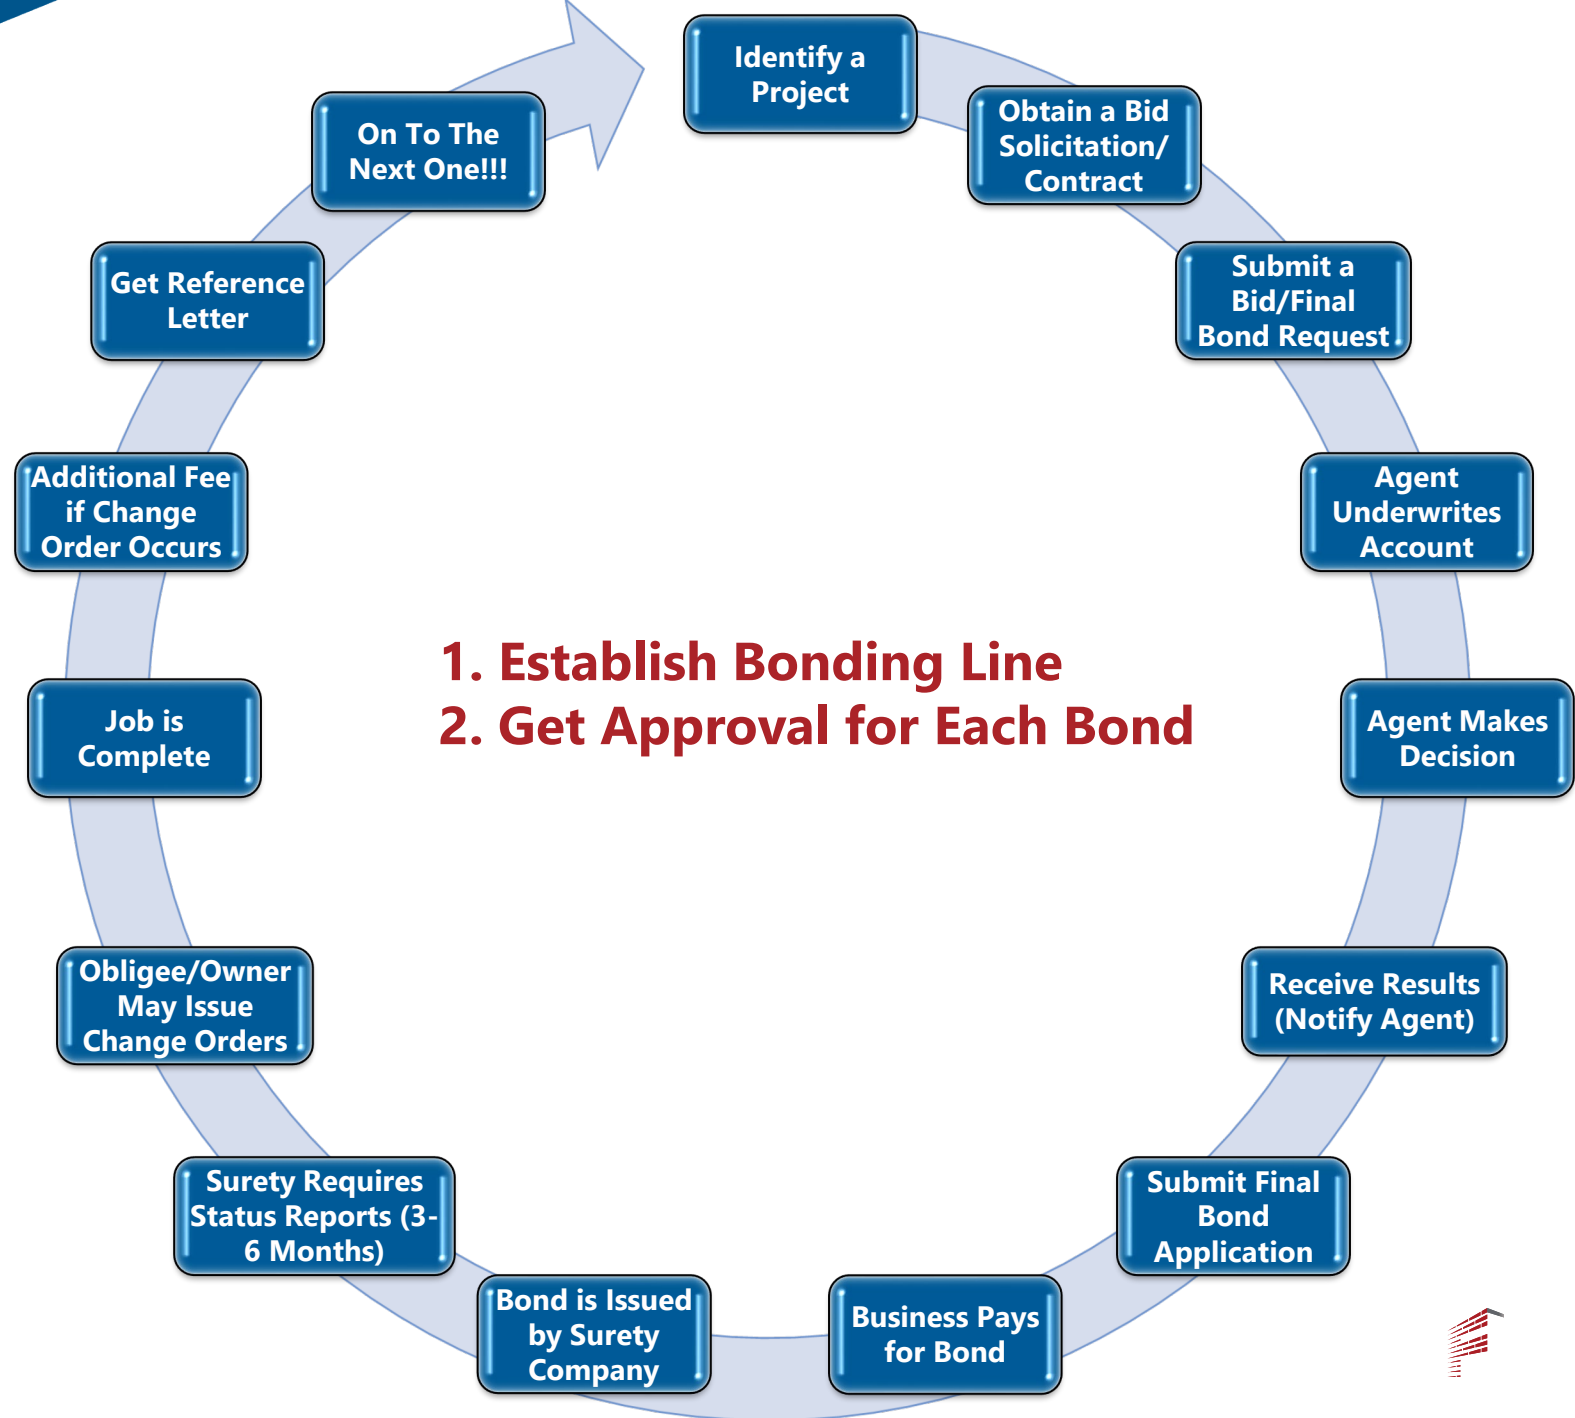 Identify a
Project
Obtain a Bid
Solicitation/
Contract
Submit a
Bid/Final
Bond Request
Agent
Underwrites
Account
Agent Makes
Decision
Receive Results
(Notify Agent)
Submit Final
Bond
Application
Business Pays
for Bond
Bond is Issued
by Surety
Company
Surety Requires
Status Reports (3-
6 Months)
Obligee/Owner
May Issue
Change Orders
Job is
Complete
Additional Fee
if Change
Order Occurs
Get Reference
Letter
On To The
Next One!!!
1. Establish Bonding Line
2. Get Approval for Each Bond